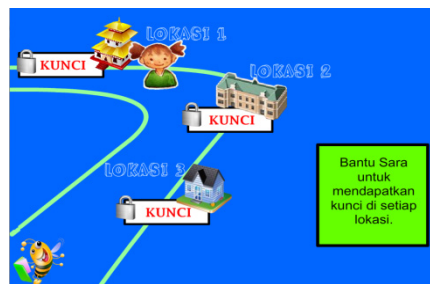 LOKASI 1
KUNCI
LOKASI 2
KUNCI
LOKASI 3
KUNCI
Bantu Sara
untuk
mendapatkan
kunci di setiap
lokasi.